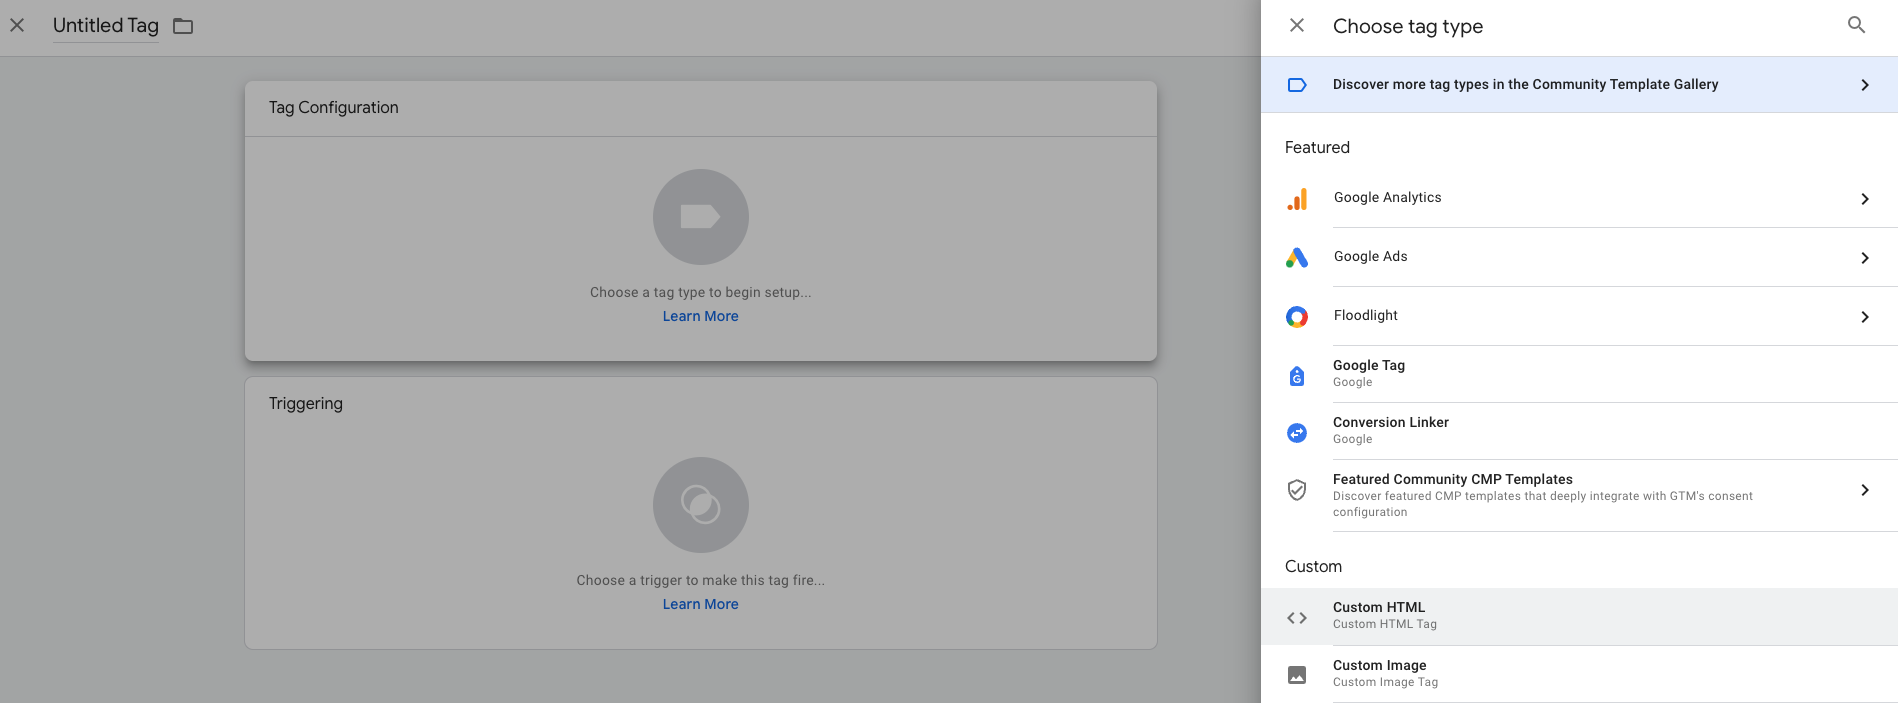 Untitled Tag
Tag Configuration
Choose a tag type to begin setup...
Learn More
Triggering
Choose a trigger to make this tag fire...
Learn More
Choose tag type
Discover more tag types in the Community Template Gallery
Featured
Google Analytics
Google Ads
Floodlight
Google Tag
Google
Conversion Linker
Google
Featured Community CMP Templates
Discover featured CMP templates that deeply integrate with GTM's consent
configuration
Custom
Custom HTML
Custom HTML Tag
Custom Image
Custom Image Tag